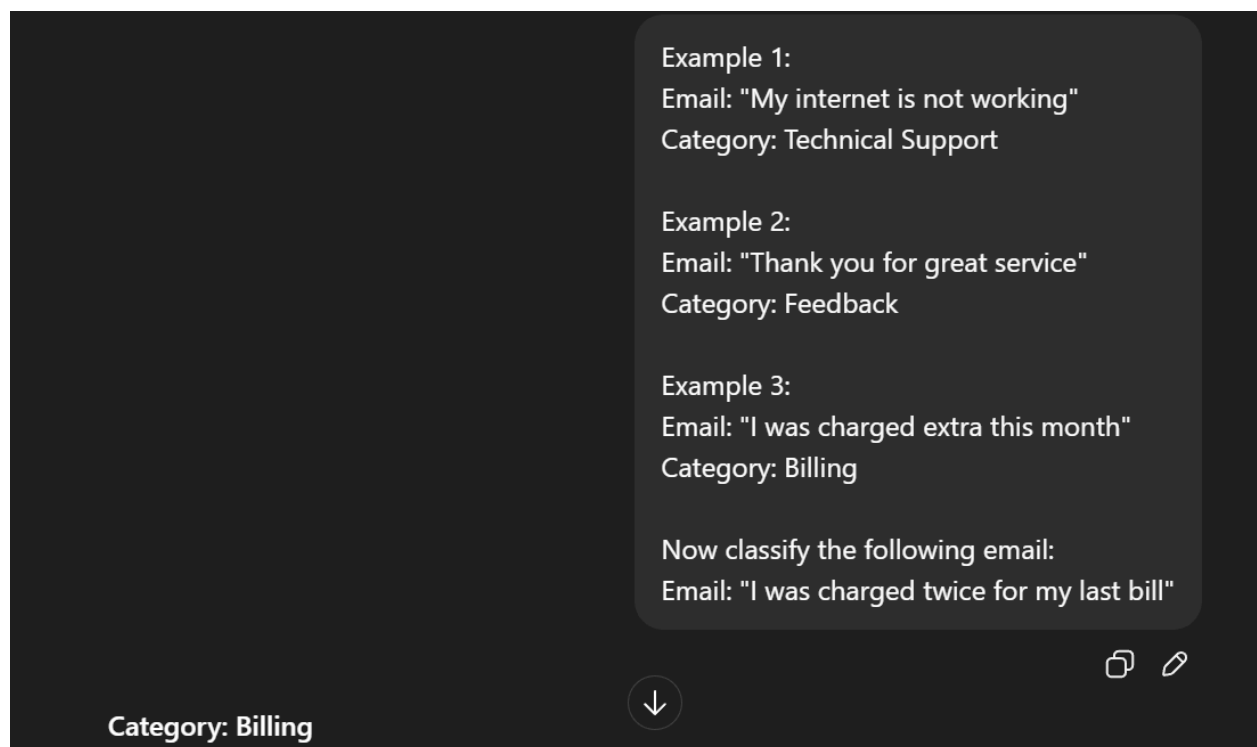 Example 1:
Email: "My internet is not working"
Category: Technical Support
Example 2:
Email: "Thank you for great service"
Category: Feedback
Example 3:
Email: "I was charged extra this month"
Category: Billing
Now classify the following email:
Email: "I was charged twice for my last bill"
Category: Billing